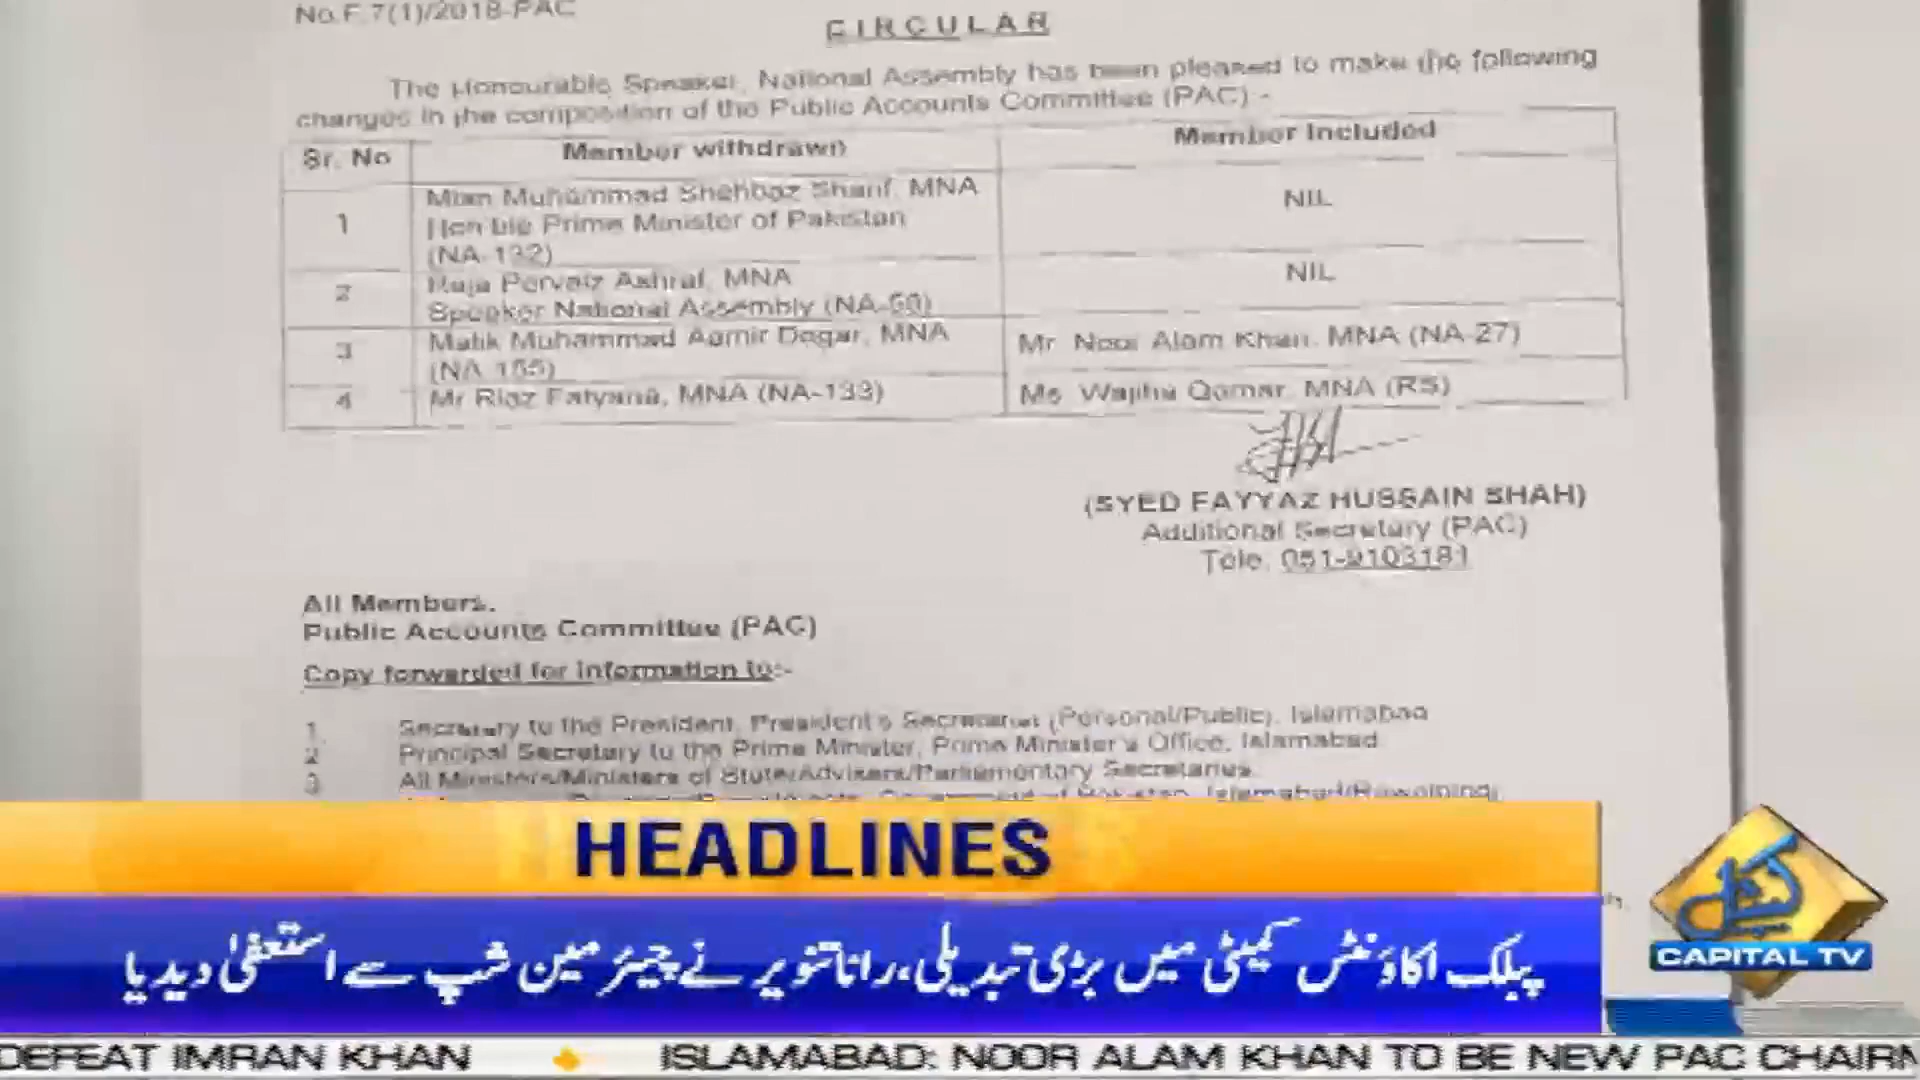 No.F.7(1)/2018-PAC
CIRCULAR
The Honourable Speaker, National Assembly has been pleased to make the following
changes in the composition of the Public Accounts Committee (PAC) -
Sr. No
Member withdrawn
Member Included
1
Mian Muhammad Shehbaz Sharif, MNA
Hon'ble Prime Minister of Pakistan
(NA-132)
NIL
2
Raja Pervaiz Ashraf, MNA
Speaker National Assembly
NIL
3
Malik Muhammad Aamir Dogar, MNA
(NA-155)
Mr. Noor Alam Khan, MNA (NA-27)
4
Mr Riaz Fatyana, MNA (NA-133)
Ms. Wajiha Qamar, MNA (RS)
(SYED FAYYAZ HUSSAIN SHAH)
Additional Secretary (PAC)
Tele: 051-9103181
All Members,
Public Accounts Committee (PAC)
Copy forwarded for information to:-
1. Secretary to the President, President's Secretariat (Personal/Public), Islamabad
2 Principal Secretary to the Prime Minister, Prime Minister's Office, Islamabad
3 All Ministers/Ministers of State/Advisers/Parliamentary Secretaries.
HEADLINES
پبلک اکاؤنٹس کمیٹی میں بڑی تبدیلی، رانا تنویر نے چیئرمین شپ سے استعفیٰ دیدیا
کیپیٹل
CAPITAL TV
DEFEAT IMRAN KHAN
ISLAMABAD: NOOR ALAM KHAN TO BE NEW PAC CHAIRM